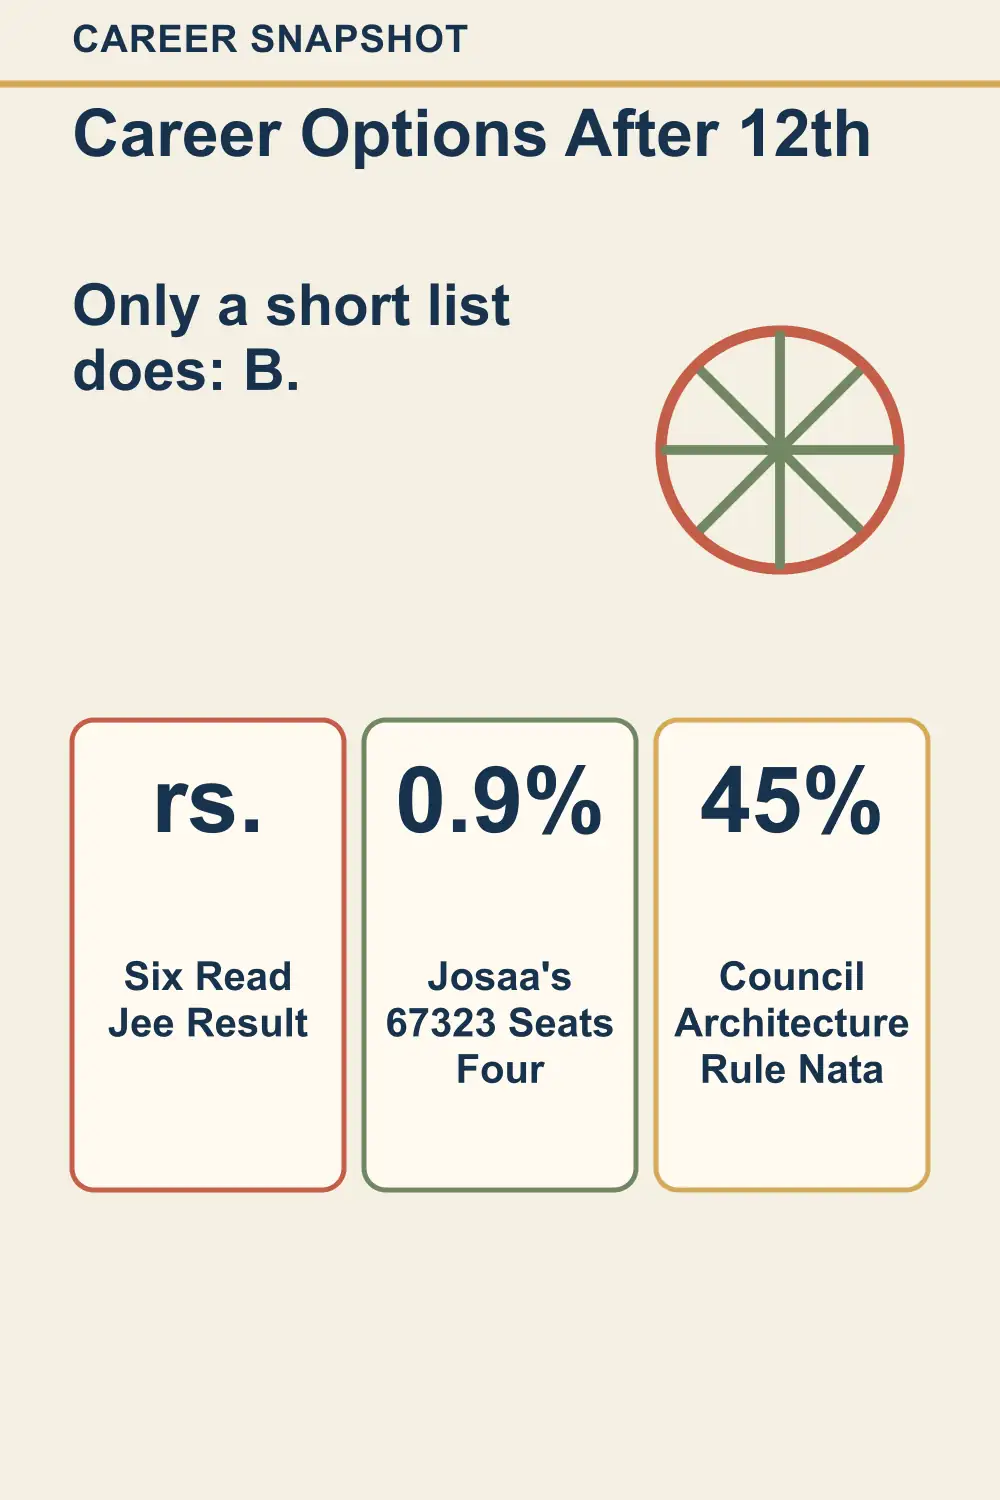 CAREER SNAPSHOT
Career Options After 12th
Only a short list
does: B.
rs.
Six Read
Jee Result
0.9%
Josaa's
67323 Seats
Four
45%
Council
Architecture
Rule Nata